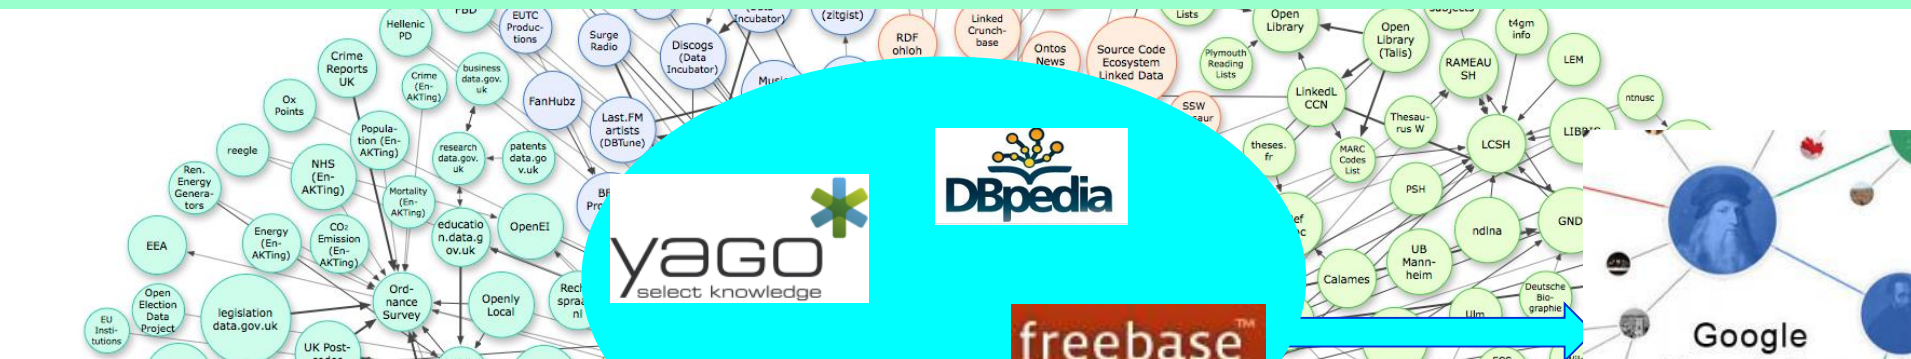 Hellenic
PD
EUTC
Produc-
tions
Surge
Radio
Discogs
(Data
Incubator)
Incubator)
(zitgist)
RDF
ohloh
Linked
Crunch-
base
Ontos
News
Source Code
Ecosystem
Linked Data
Lists
Plymouth
Reading
Lists
Open
Library
Open
Library
(Talis)
t4gm
info
RAMEAU
SH
LEM
ntnusc
Crime
Reports
UK
Crime
(En-
AKTing)
business
data.gov.
uk
FanHubz
Last.FM
artists
(DBTune)
SSW
LinkedL
CCN
Thesau-
rus W
LCSH
theses.
fr
MARC
Codes
List
PSH
GND
ndlna
UB
Mann-
heim
Calames
Deutsche
Bio-
graphie
Ulm
Ox
Points
Popula-
tion (En-
AKTing)
reegle
research
data.gov.
uk
patents
data.go
v.uk
Ren.
Energy
Genera-
tors
NHS
(En-
AKTing)
Mortality
(En-
AKTing)
EEA
Energy
(En-
AKTing)
CO2
Emission
(En-
AKTing)
educatio
n.data.g
ov.uk
OpenEI
Open
Election
Data
Project
EU
Insti-
tutions
legislation
data.gov.uk
Ord-
nance
Survey
Openly
Local
UK Post-
DBpedia
yago
select knowledge
freebase™
Google